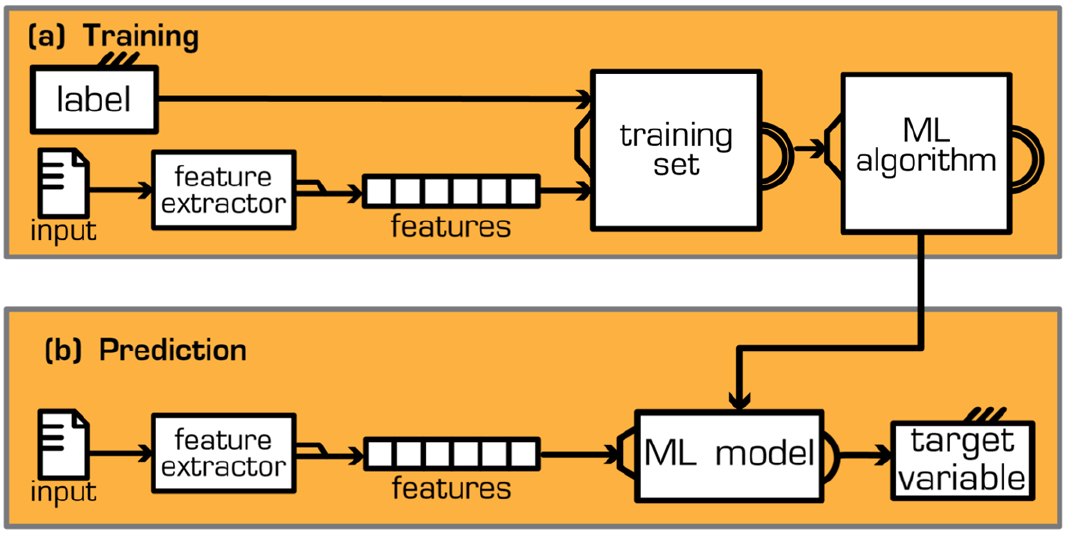 (a) Training
label
training
set
ML
algorithm
feature
extractor
input
features
(b) Prediction
feature
extractor
input
features
ML model
target
variable